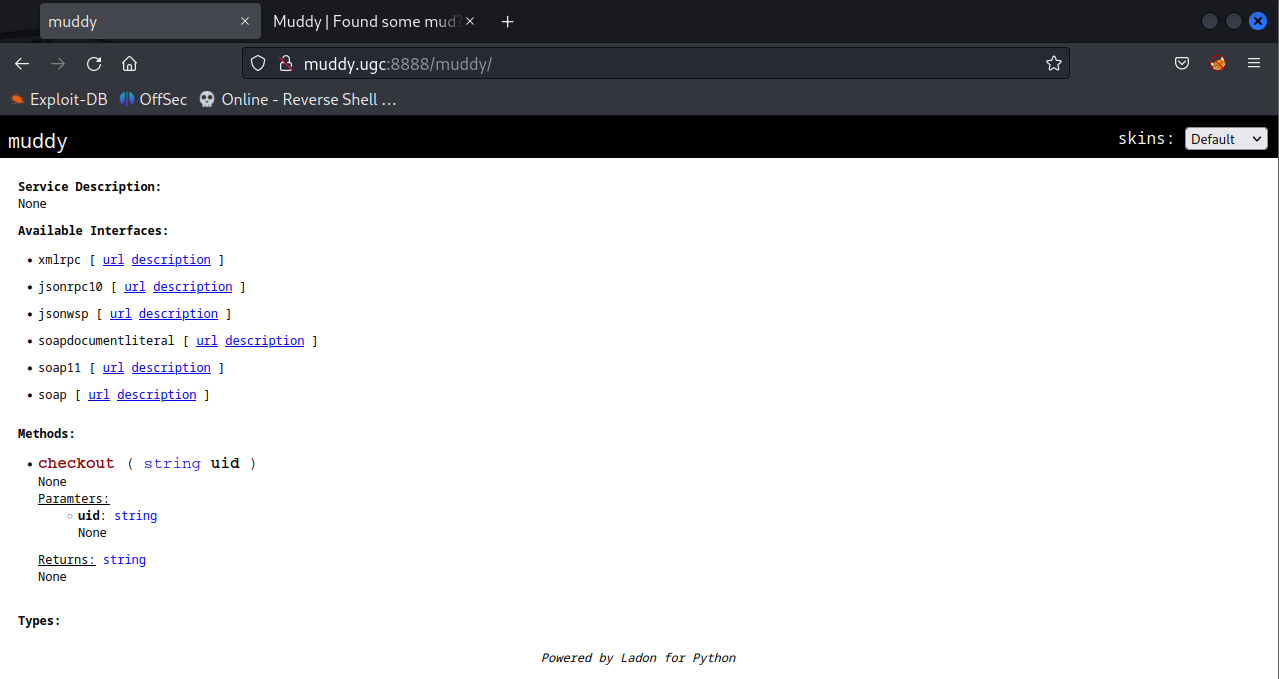 muddy
Muddy | Found some mud?
muddy.ugc:8888/muddy/
Exploit-DB OffSec Online - Reverse Shell ...
muddy skins: Default
Service Description:
None
Available Interfaces:
• xmlrpc [ url description ]
• jsonrpc10 [ url description ]
• jsonwsp [ url description ]
• soapdocumentliteral [ url description ]
• soap11 [ url description ]
• soap [ url description ]
Methods:
• checkout ( string uid )
None
Paramters:
◦ uid: string
None
Returns: string
None
Types:
Powered by Ladon for Python